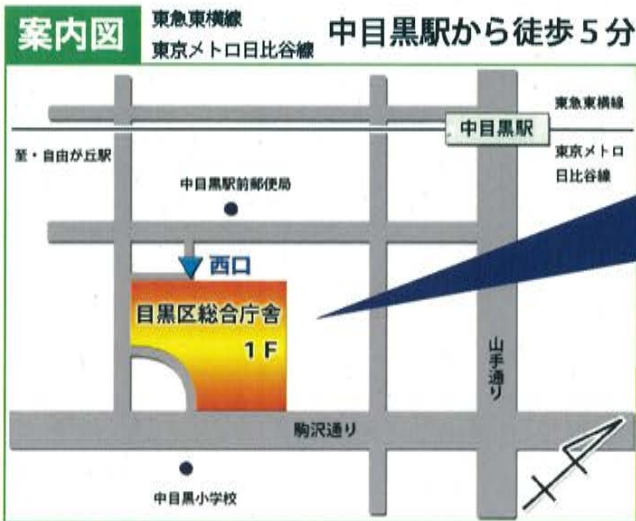 案内図
東急東横線
東京メトロ日比谷線
中目黒駅から徒歩5分
東急東横線
中目黒駅
至・自由が丘駅
東京メトロ
日比谷線
中目黒駅前郵便局
西口
目黒区総合庁舎
1F
山手通り
駒沢通り
中目黒小学校